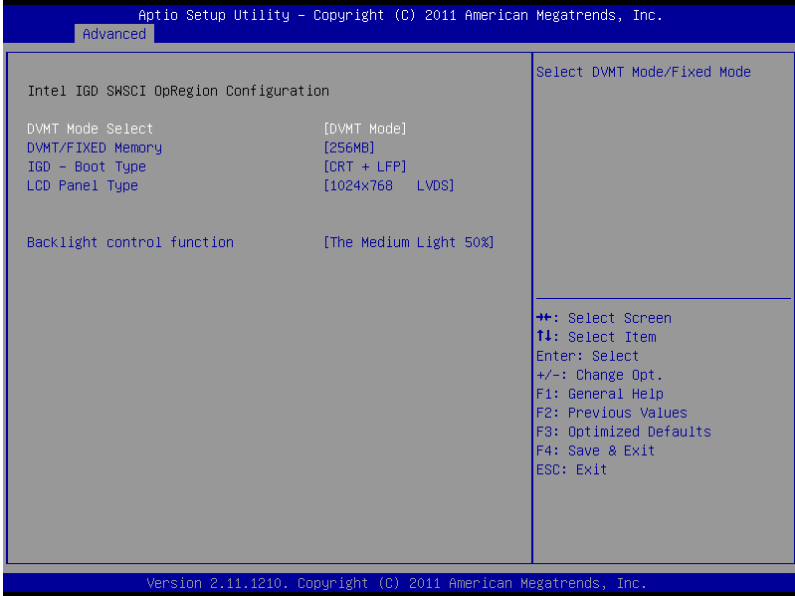 Aptio Setup Utility – Copyright (C) 2011 American Megatrends, Inc.
Advanced
Intel IGD SWSCI OpRegion Configuration
DVMT Mode Select [DVMT Mode]
DVMT/FIXED Memory [256MB]
IGD – Boot Type [CRT + LFP]
LCD Panel Type [1024x768 LVDS]
Backlight control function [The Medium Light 50%]
Select DVMT Mode/Fixed Mode
→←: Select Screen
↑↓: Select Item
Enter: Select
+/-: Change Opt.
F1: General Help
F2: Previous Values
F3: Optimized Defaults
F4: Save & Exit
ESC: Exit
Version 2.11.1210. Copyright (C) 2011 American Megatrends, Inc.